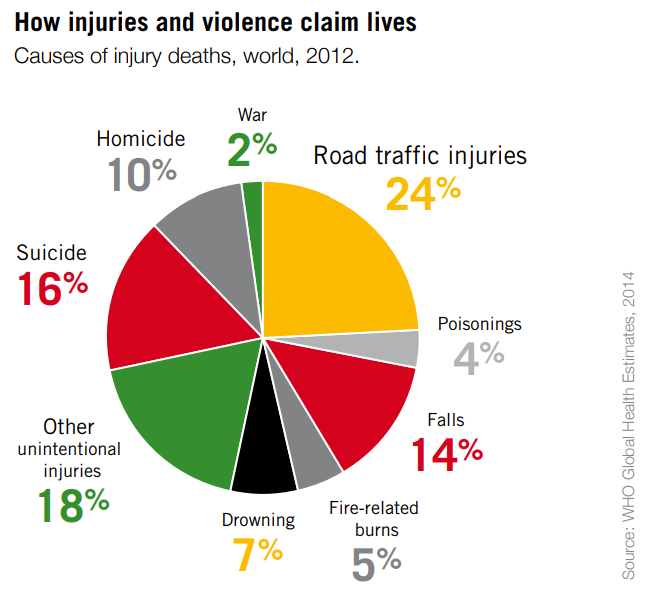 How injuries and violence claim lives
Causes of injury deaths, world, 2012.
War
2%
Homicide
10%
Road traffic injuries
24%
Suicide
16%
Poisonings
4%
Falls
14%
Other
unintentional
injuries
18%
Drowning
7%
Fire-related
burns
5%
Source: WHO Global Health Estimates, 2014